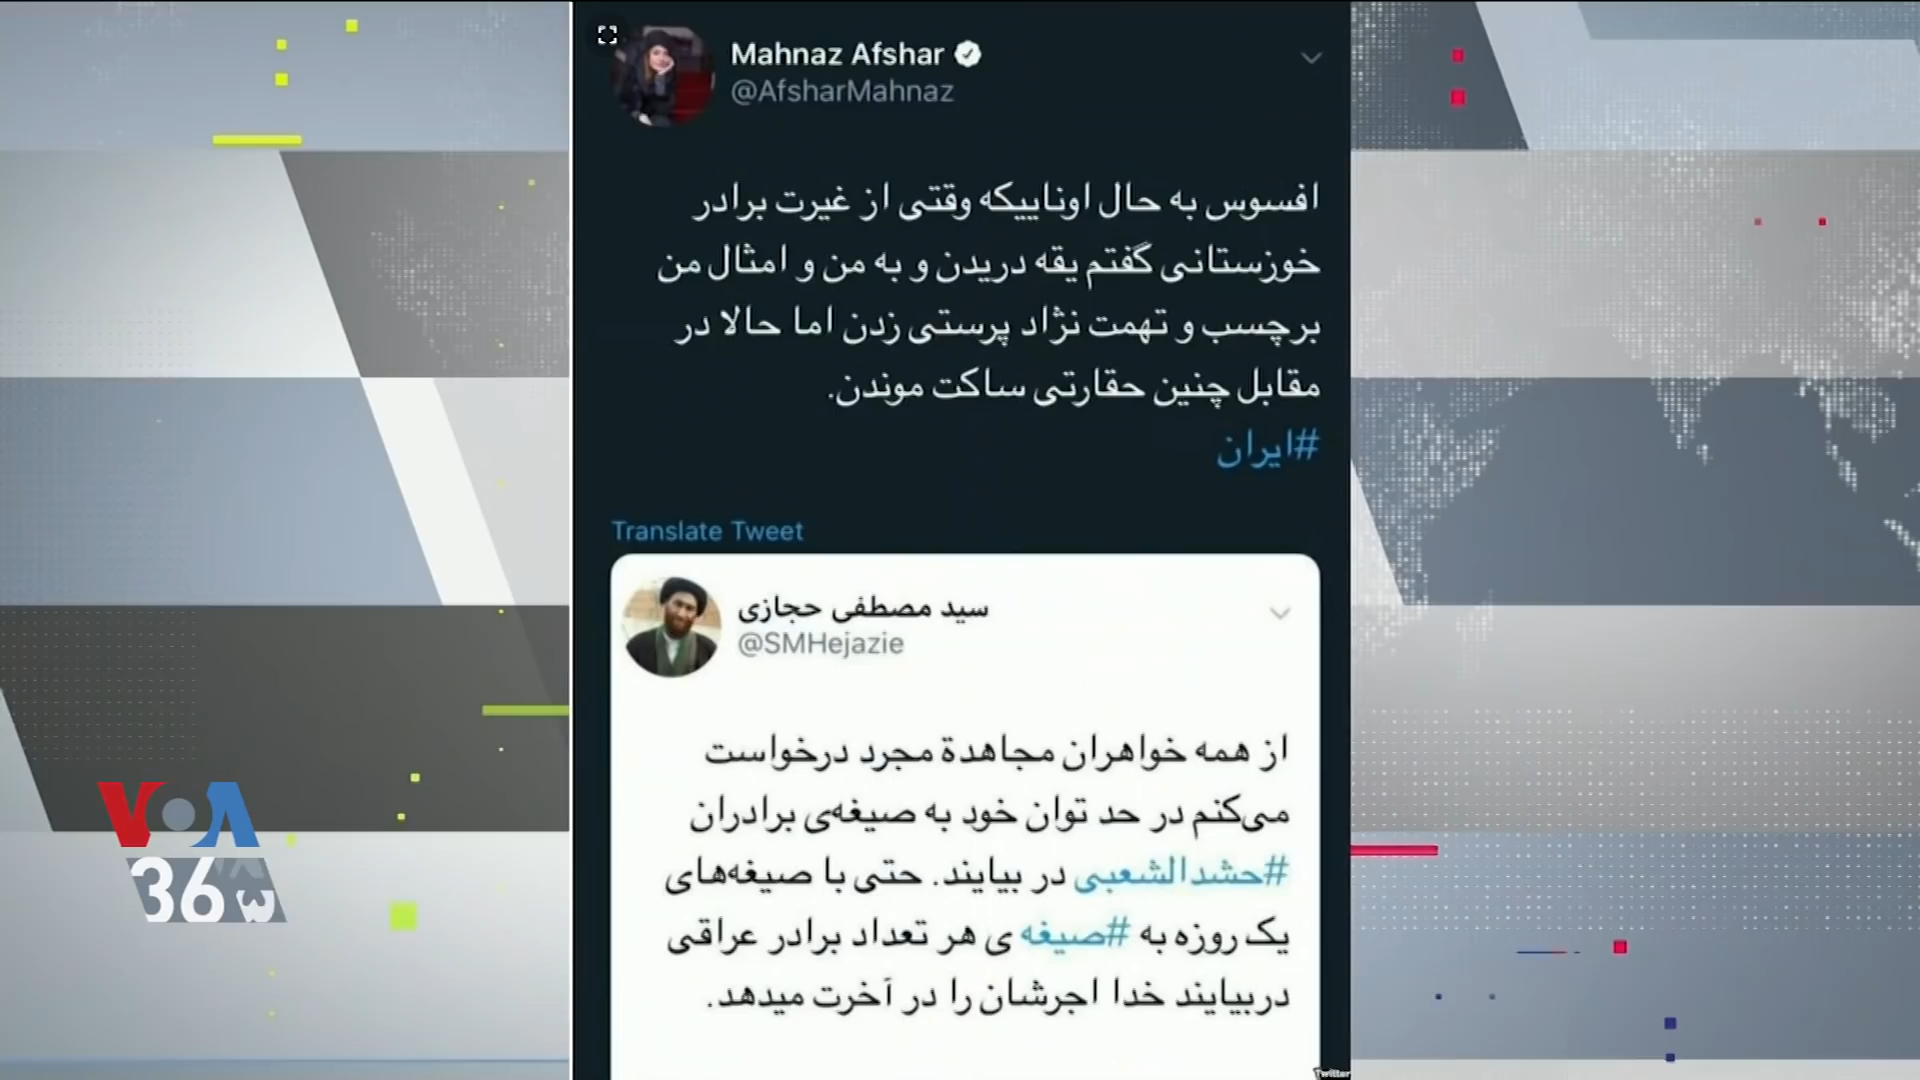 Mahnaz Afshar
@AfsharMahnaz
افسوس به حال اوناییکه وقتی از غیرت برادر
خوزستانی گفتم یقه دریدن و به من و امثال من
برچسب و تهمت نژاد پرستی زدن اما حالا در
مقابل چنین حقارتی ساکت موندن.
#ایران
Translate Tweet
سید مصطفی حجازی
@SMHejazie
از همه خواهران مجاهدة مجرد درخواست
می‌کنم در حد توان خود به صیغه‌ی برادران
#حشدالشعبی در بیایند. حتی با صیغه‌های
یک روزه به #صیغه ی هر تعداد برادر عراقی
دربیایند خدا اجرشان را در آخرت میدهد.
VOA
36۵
Twitter